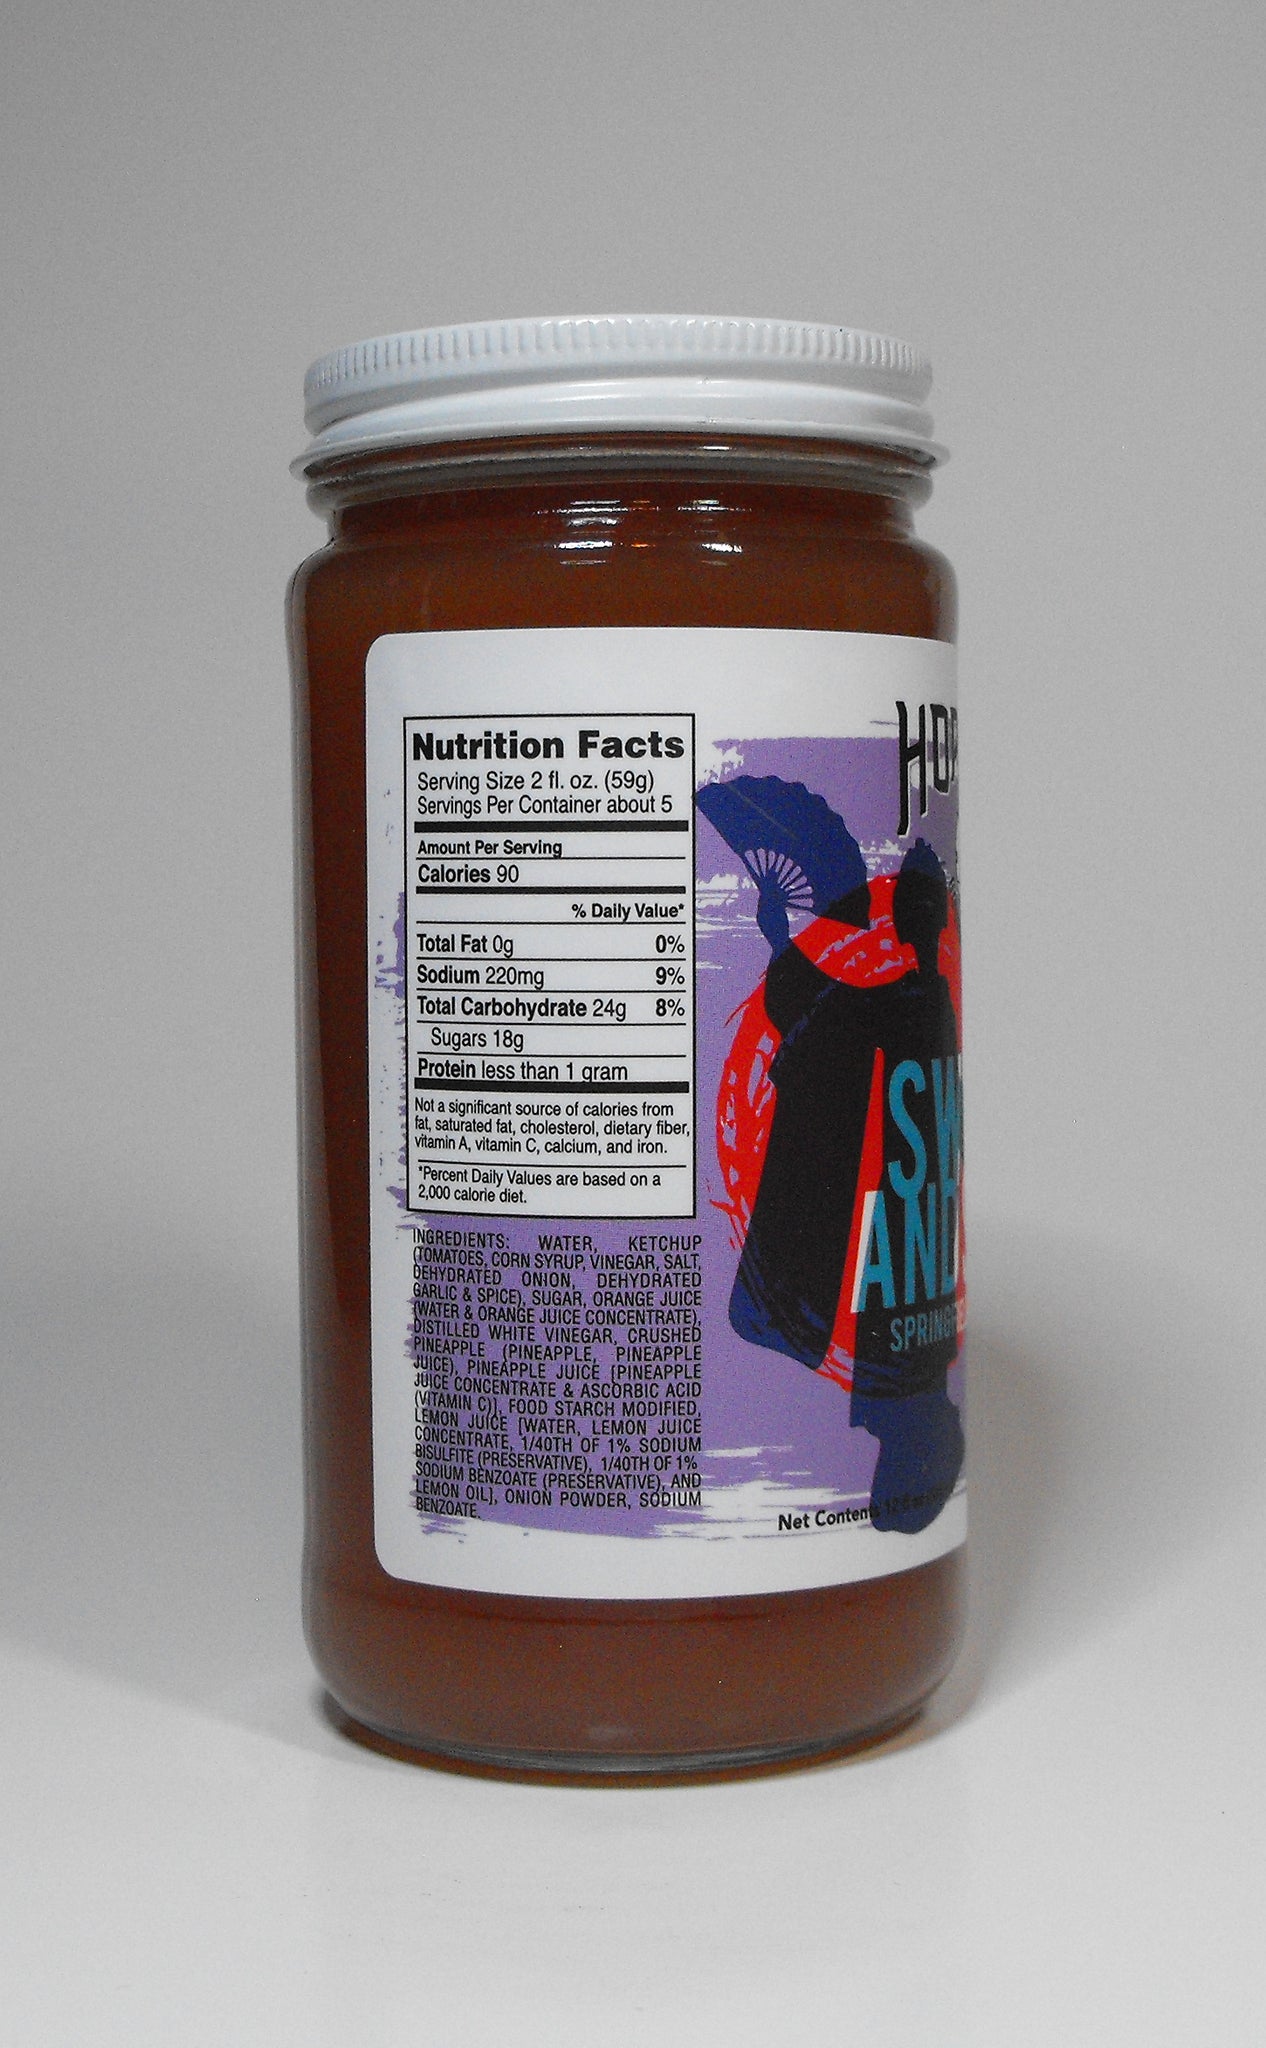 Nutrition Facts
Serving Size 2 fl. oz. (59g)
Servings Per Container about 5
Amount Per Serving
Calories 90
% Daily Value*
Total Fat 0g 0%
Sodium 220mg 9%
Total Carbohydrate 24g 8%
Sugars 18g
Protein less than 1 gram
Not a significant source of calories from
fat, saturated fat, cholesterol, dietary fiber,
vitamin A, vitamin C, calcium, and iron.
*Percent Daily Values are based on a
2,000 calorie diet.
INGREDIENTS: WATER, KETCHUP
(TOMATOES, CORN SYRUP, VINEGAR, SALT,
DEHYDRATED ONION, DEHYDRATED
GARLIC & SPICE), SUGAR, ORANGE JUICE
(WATER & ORANGE JUICE CONCENTRATE),
DISTILLED WHITE VINEGAR, CRUSHED
PINEAPPLE (PINEAPPLE, PINEAPPLE
JUICE), PINEAPPLE JUICE [PINEAPPLE
JUICE CONCENTRATE & ASCORBIC ACID
(VITAMIN C)], FOOD STARCH MODIFIED,
LEMON JUICE [WATER, LEMON JUICE
CONCENTRATE, 1/40TH OF 1% SODIUM
BISULFITE (PRESERVATIVE), 1/40TH OF 1%
SODIUM BENZOATE (PRESERVATIVE), AND
LEMON OIL], ONION POWDER, SODIUM
BENZOATE.
HOP
SW
AND
SPRING
Net Content